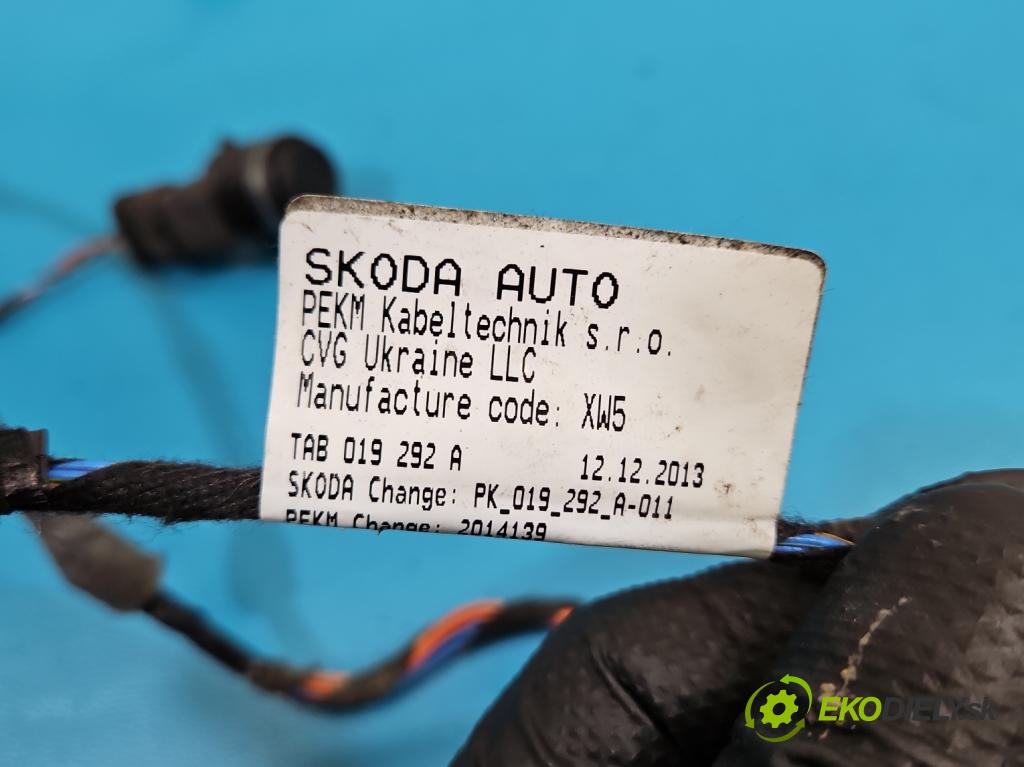 SKODA AUTO
PEKM Kabeltechnik s.r.o.
CVG Ukraine LLC
Manufacture code: XW5
TAB 019 292 A 12.12.2013
SKODA Change: PK_019_292_A-011
PEKM Change: 2014139
EKODIELY.sk